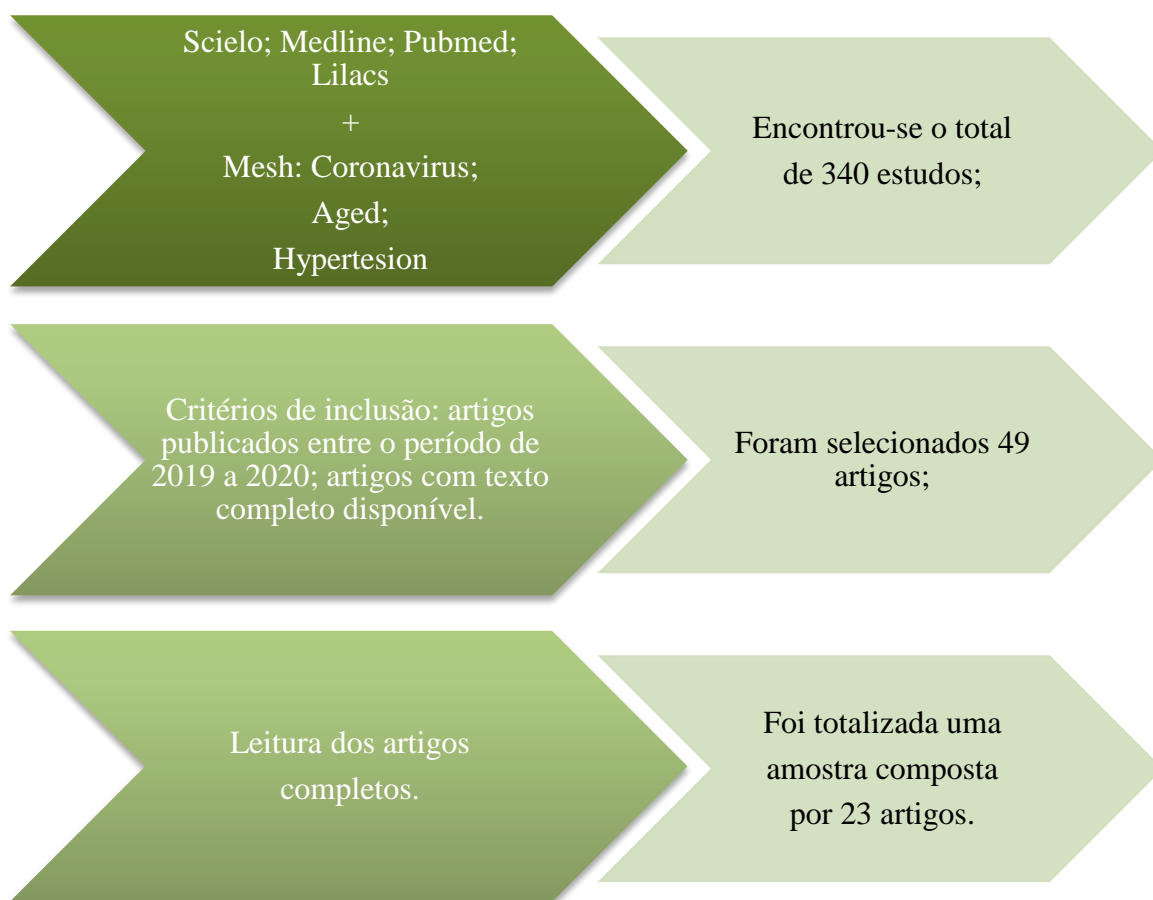 Scielo; Medline; Pubmed;
Lilacs
+
Mesh: Coronavirus;
Aged;
Hypertesion
Encontrou-se o total
de 340 estudos;
Critérios de inclusão: artigos
publicados entre o período de
2019 a 2020; artigos com texto
completo disponível.
Foram selecionados 49
artigos;
Leitura dos artigos
completos.
Foi totalizada uma
amostra composta
por 23 artigos.